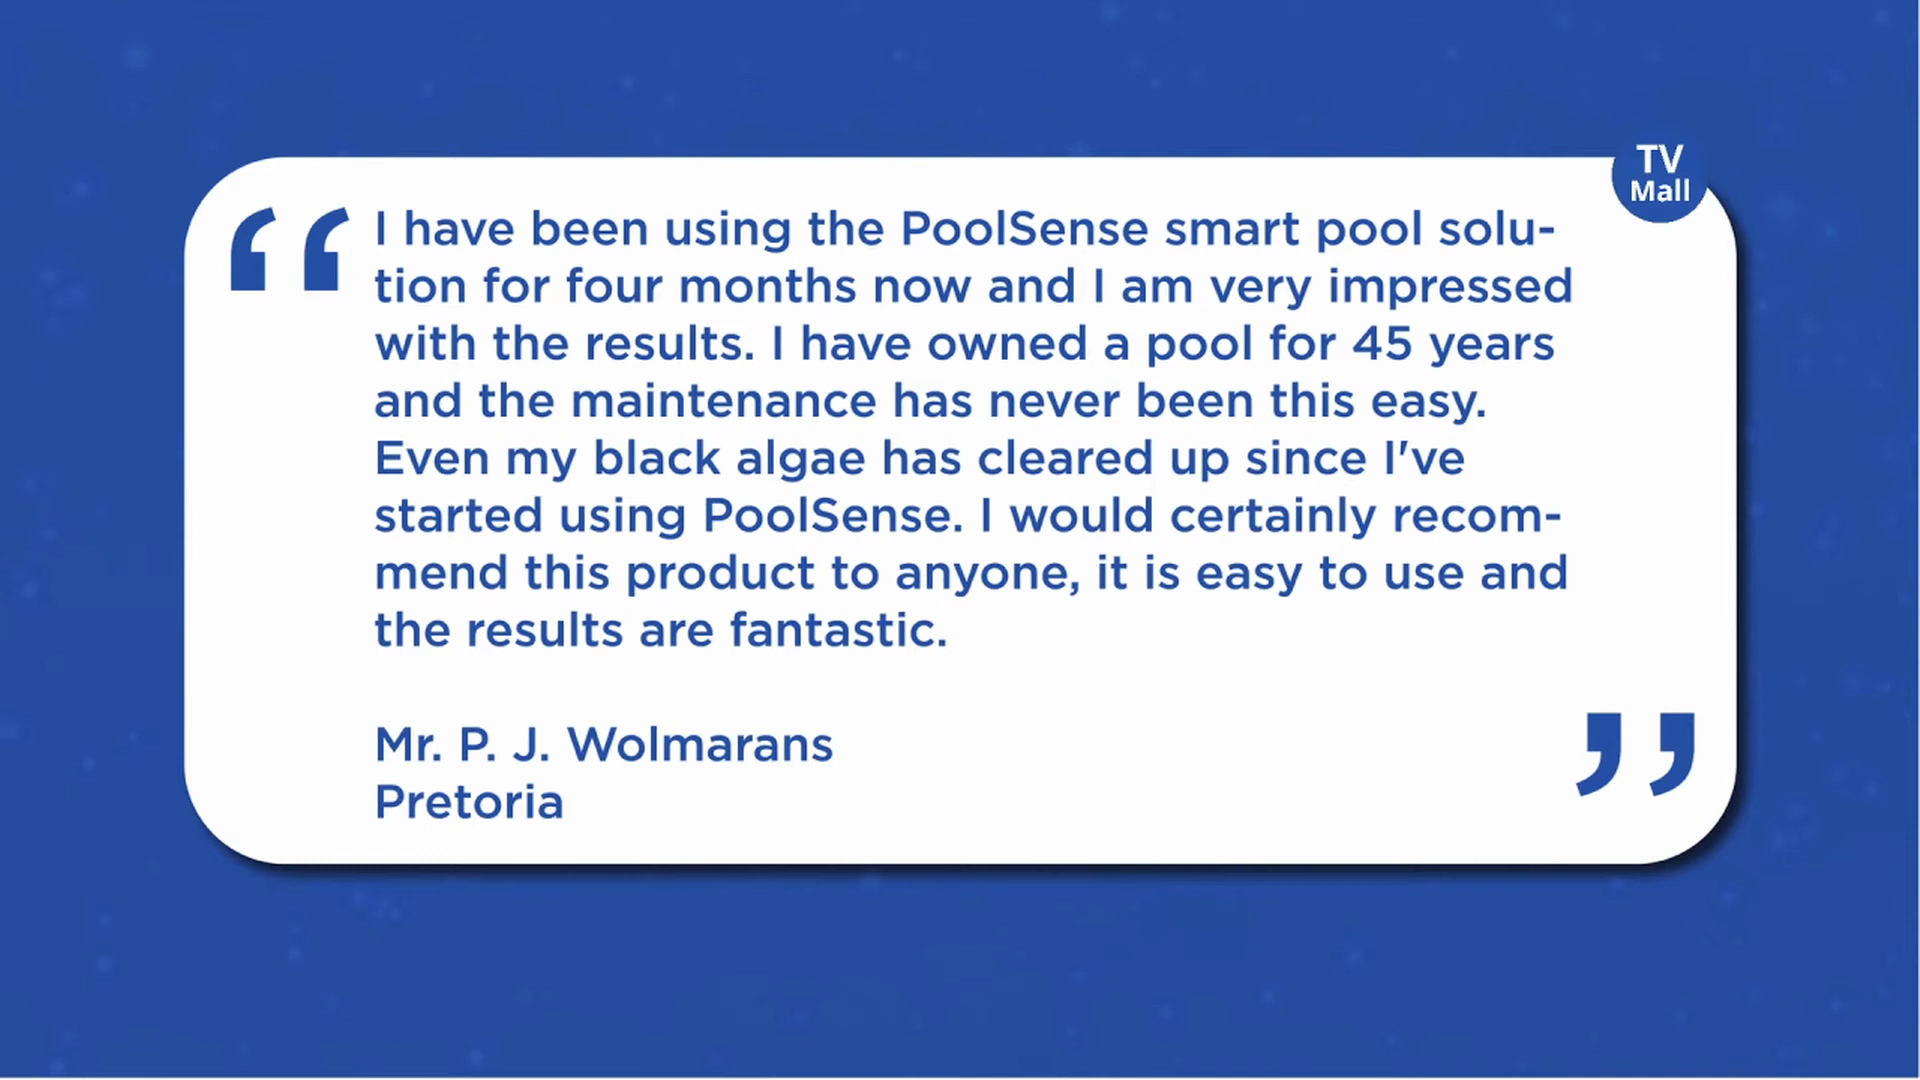 TV
Mall
“ I have been using the PoolSense smart pool solu-
tion for four months now and I am very impressed
with the results. I have owned a pool for 45 years
and the maintenance has never been this easy.
Even my black algae has cleared up since I've
started using PoolSense. I would certainly recom-
mend this product to anyone, it is easy to use and
the results are fantastic.
Mr. P. J. Wolmarans
Pretoria ”